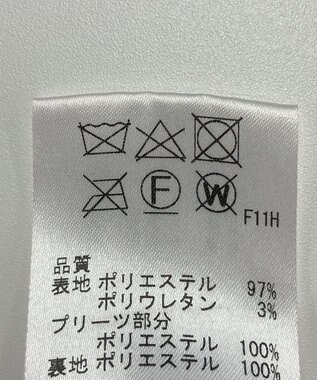 F
W
F11H
品質
表地 ポリエステル 97%
ポリウレタン 3%
プリーツ部分
ポリエステル 100%
裏地 ポリエステル 100%